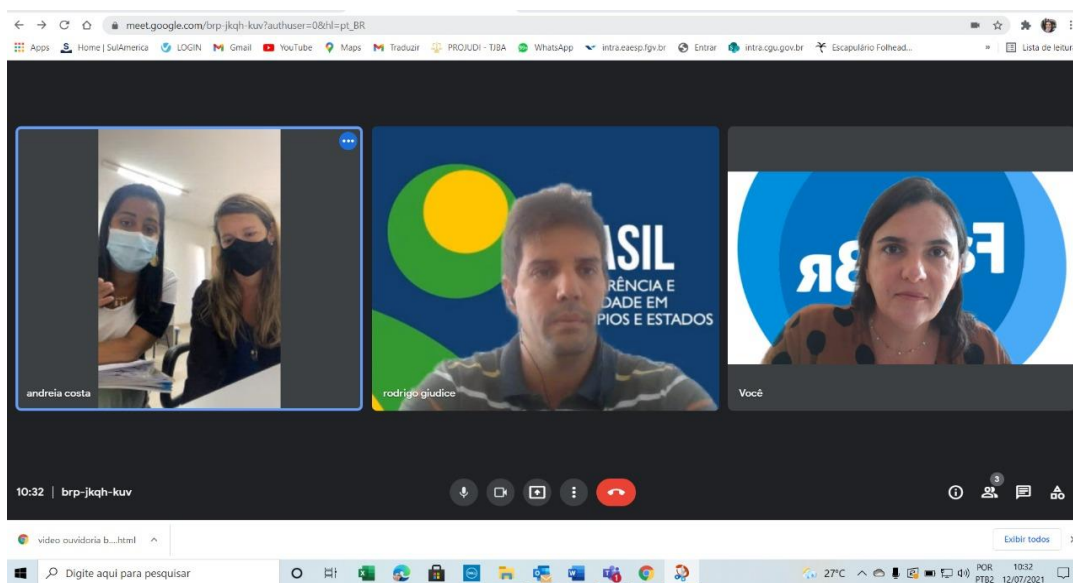 meet.google.com/brp-jkqh-kuv?authuser=0&hl=pt_BR
Apps Home | SulAmerica LOGIN Gmail YouTube Maps Traduzir PROJUDI - TJBA WhatsApp intra.eaesp.fgv.br Entrar intra.cgu.gov.br Escapulário Folhead... » Lista de leitura
ASIL
RÊNCIA E
DADE EM
PIOS E ESTADOS
andreia costa
rodrigo giudice
Você
10:32 | brp-jkqh-kuv
3
video ouvidoria b....html
Exibir todos
Digite aqui para pesquisar
27°C
POR
PTB2
10:32
12/07/2021